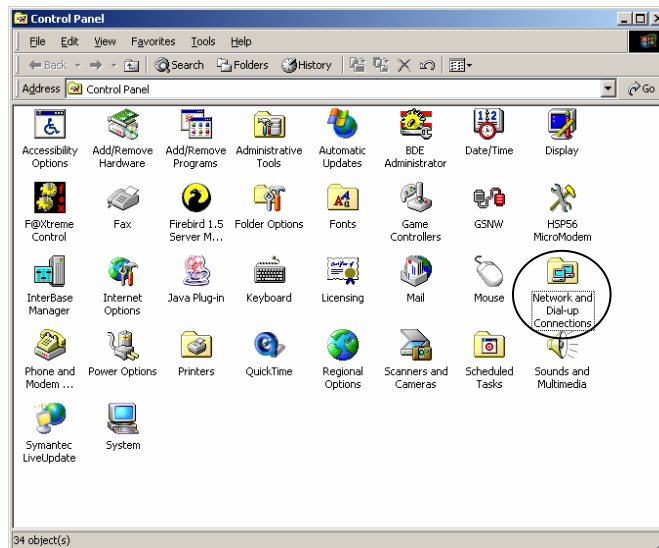 Control Panel
File Edit View Favorites Tools Help
Back Search Folders History
Address Control Panel Go
Accessibility Options
Add/Remove Hardware
Add/Remove Programs
Administrative Tools
Automatic Updates
BDE Administrator
Date/Time
Display
F@Xtreme Control
Fax
Firebird 1.5 Server M...
Folder Options
Fonts
Game Controllers
GSNW
HSP56 MicroModem
InterBase Manager
Internet Options
Java Plug-in
Keyboard
Licensing
Mail
Mouse
Network and Dial-up Connections
Phone and Modem ...
Power Options
Printers
QuickTime
Regional Options
Scanners and Cameras
Scheduled Tasks
Sounds and Multimedia
Symantec LiveUpdate
System
34 object(s)